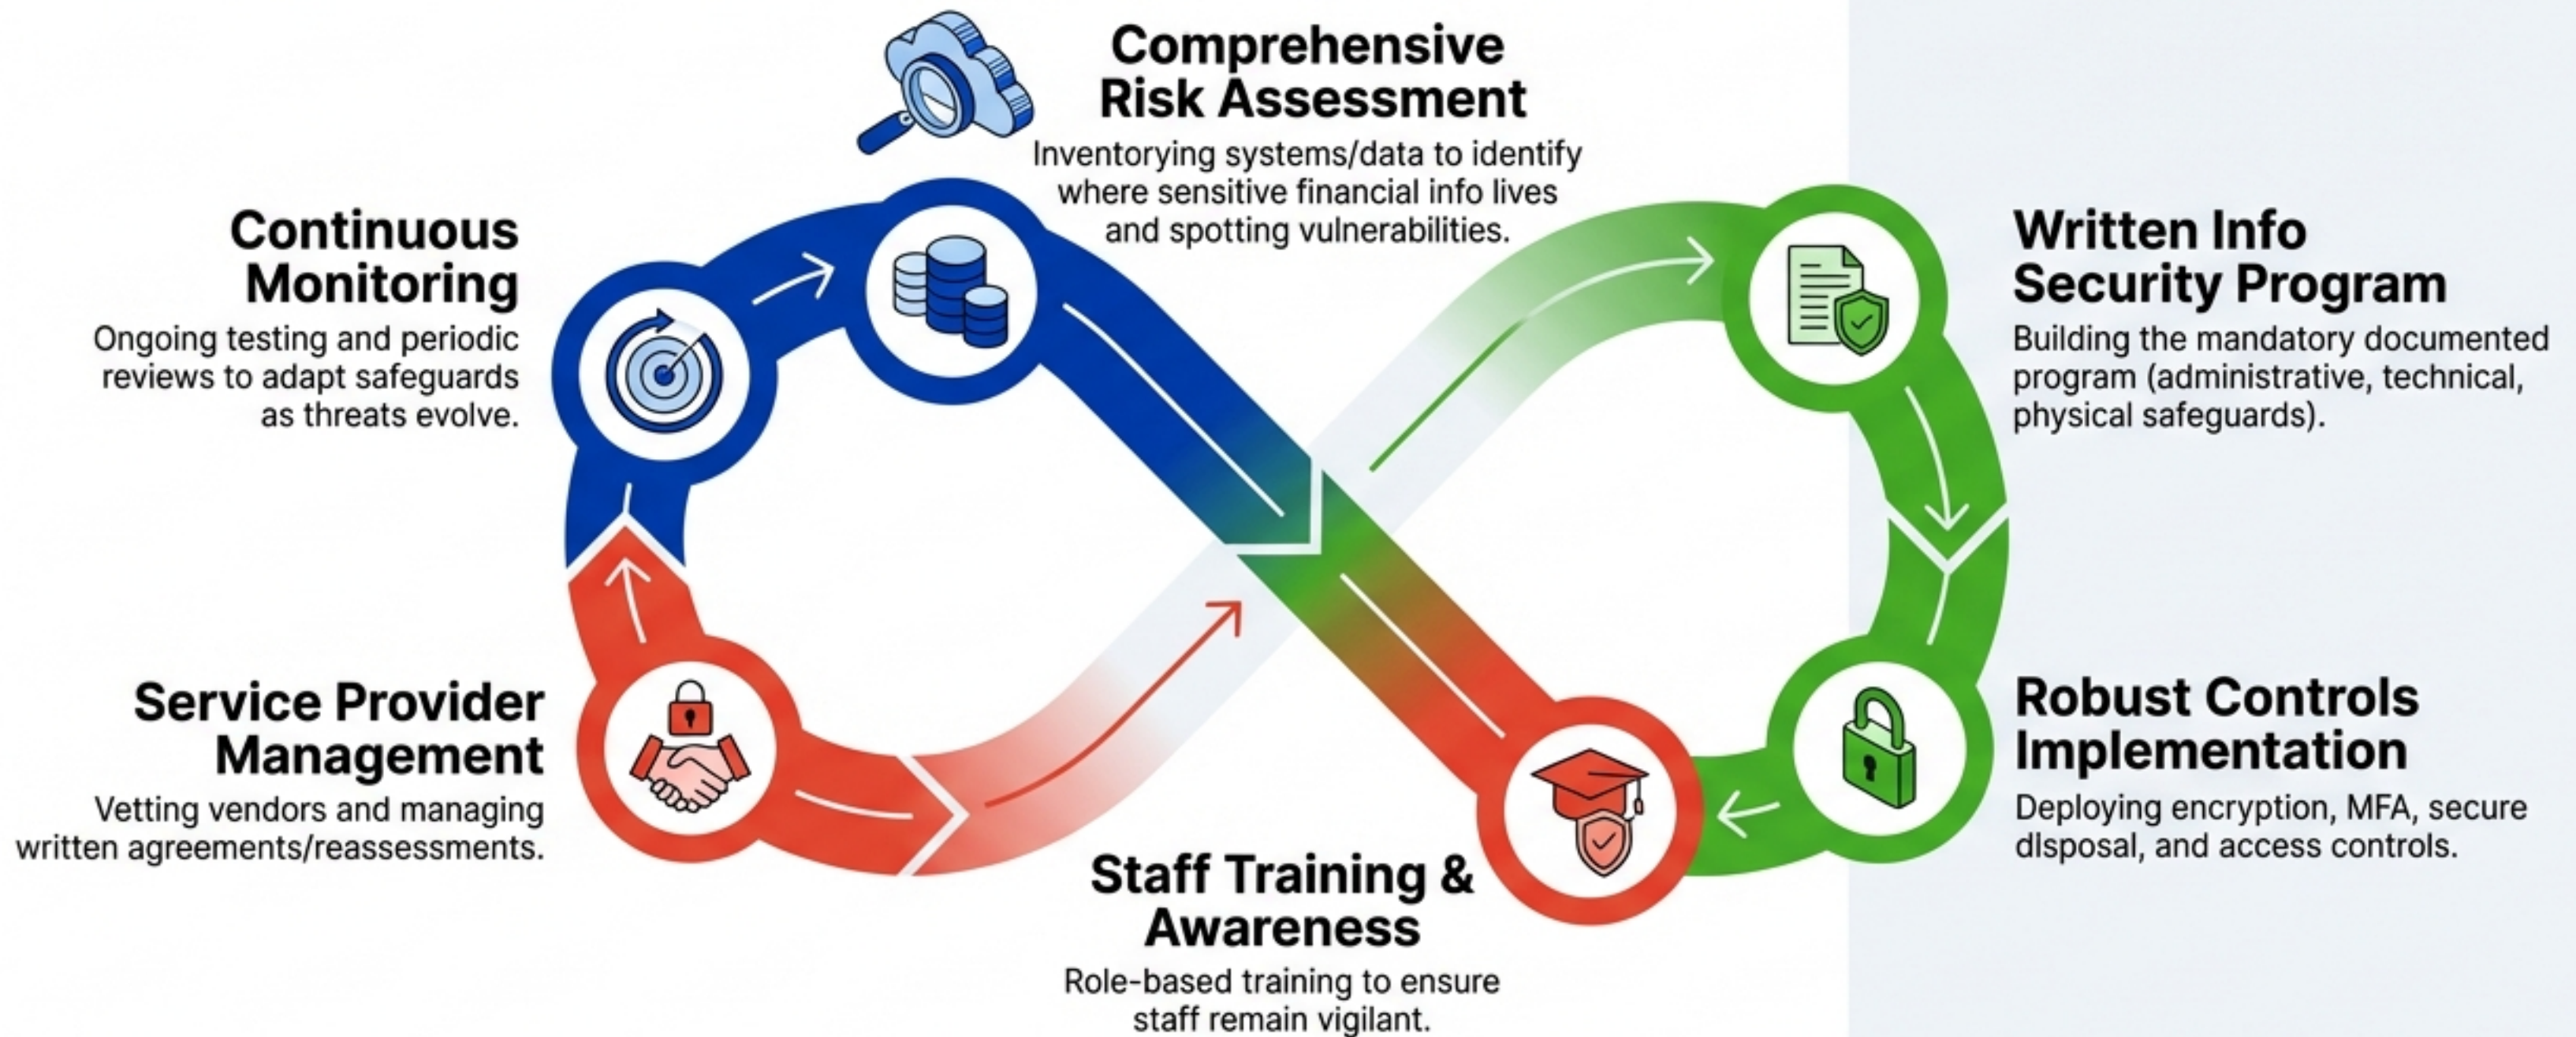 Comprehensive
Risk Assessment
Inventorying systems/data to identify
where sensitive financial info lives
and spotting vulnerabilities.
Continuous
Monitoring
Ongoing testing and periodic
reviews to adapt safeguards
as threats evolve.
Written Info
Security Program
Building the mandatory documented
program (administrative, technical,
physical safeguards).
Service Provider
Management
Vetting vendors and managing
written agreements/reassessments.
Robust Controls
Implementation
Deploying encryption, MFA, secure
dlsposal, and access controls.
Staff Training &
Awareness
Role-based training to ensure
staff remain vigilant.